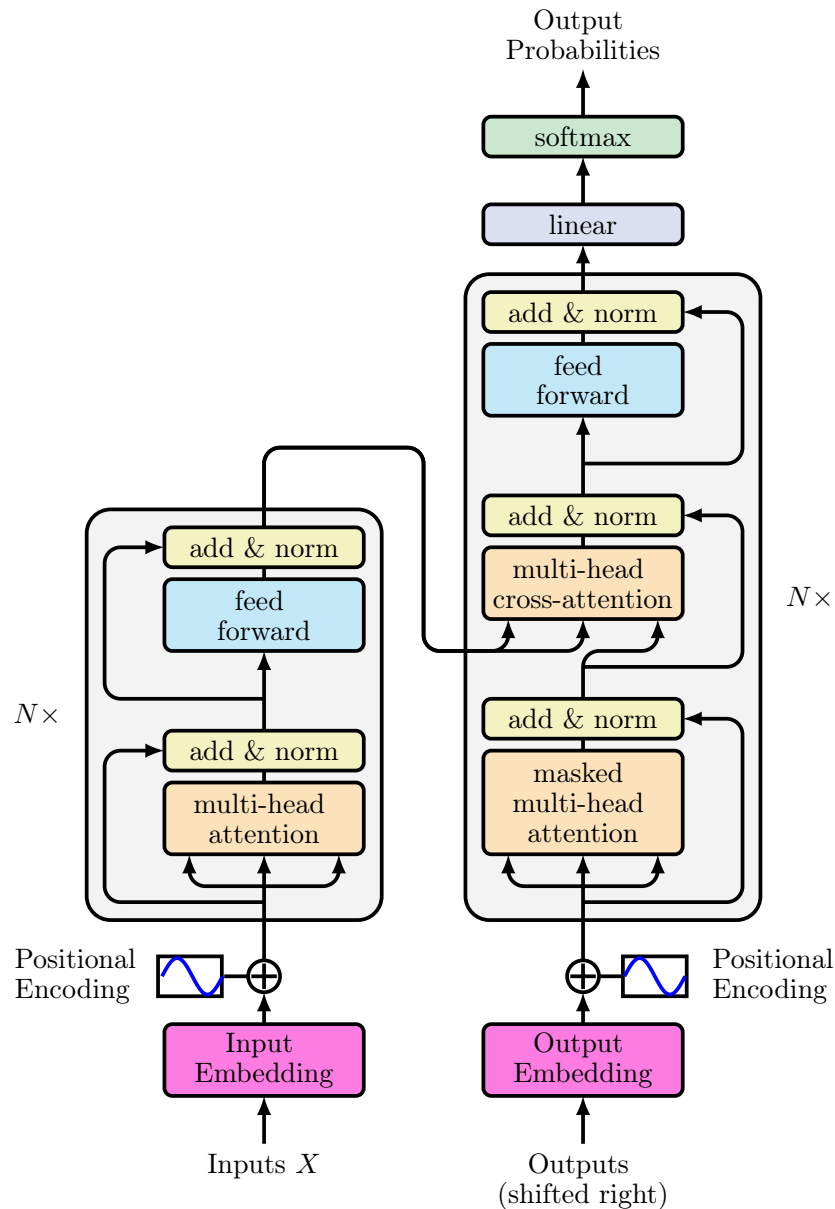 Output
Probabilities
softmax
linear
add & norm
feed
forward
add & norm
multi-head
cross-attention
N×
add & norm
masked
multi-head
attention
add & norm
feed
forward
N×
add & norm
multi-head
attention
Positional
Encoding
Positional
Encoding
Input
Embedding
Output
Embedding
Inputs X
Outputs
(shifted right)